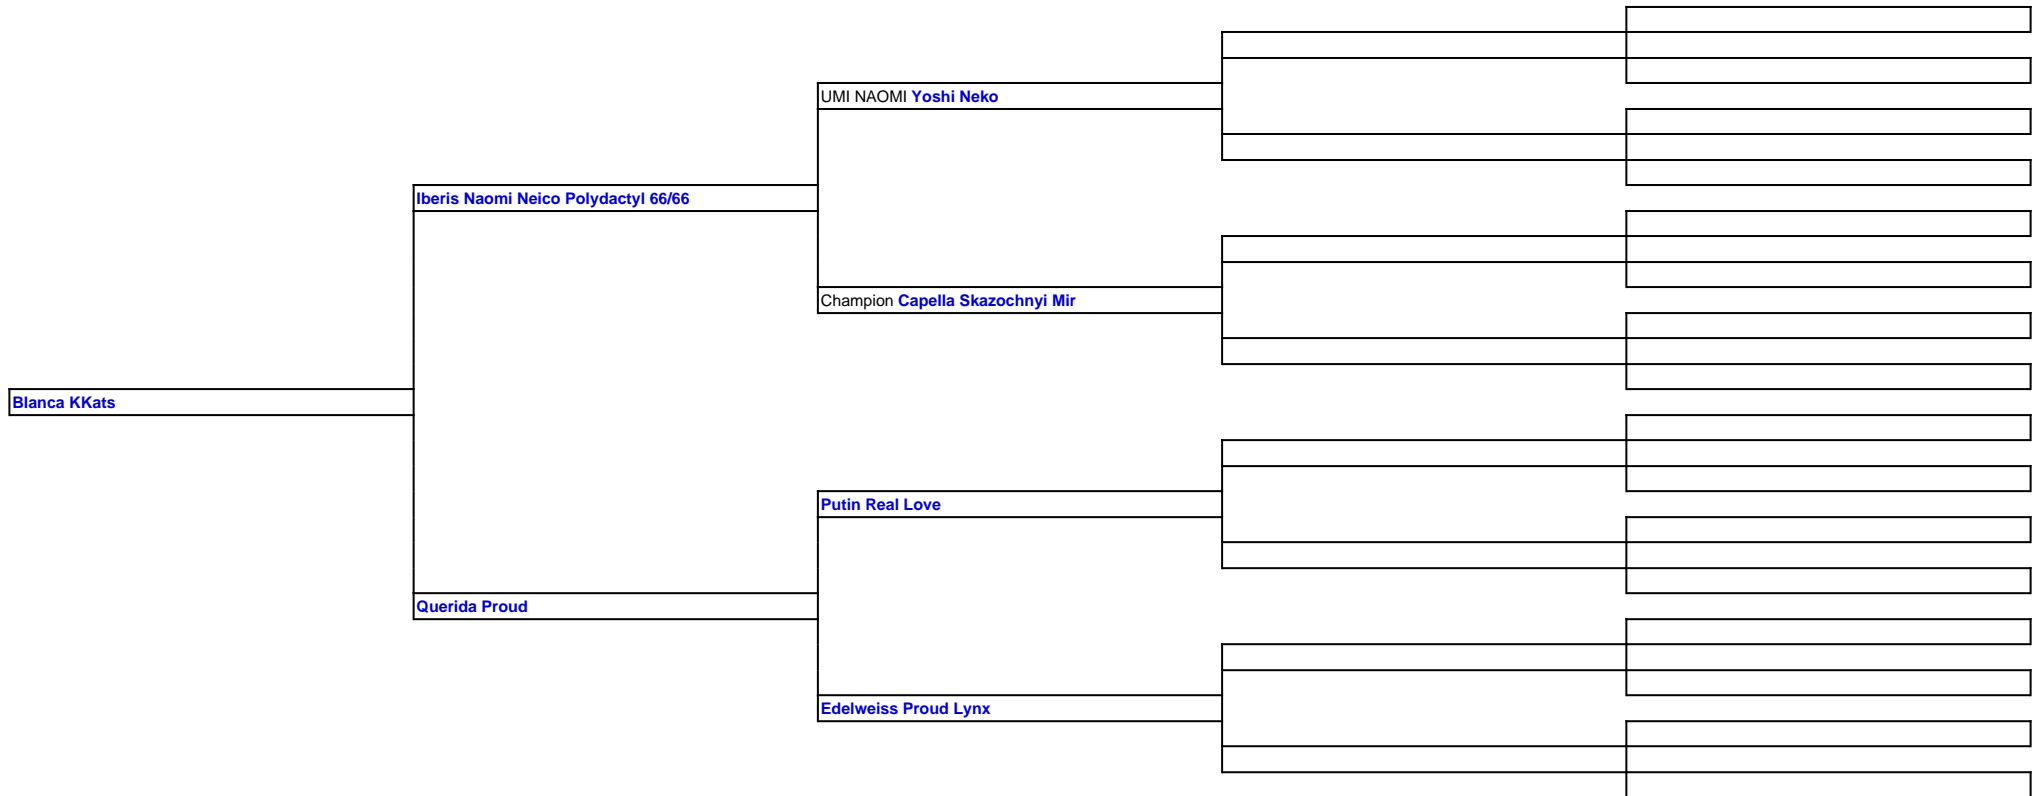 UMI NAOMI Yoshi Neko
Iberis Naomi Neico Polydactyl 66/66
Champion Capella Skazochnyi Mir
Blanca KKats
Putin Real Love
Querida Proud
Edelweiss Proud Lynx